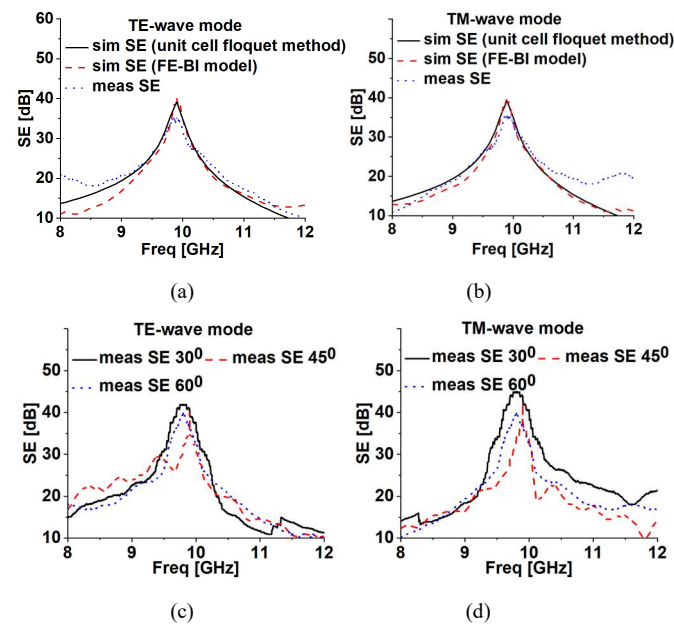 TE-wave mode
sim SE (unit cell floquet method)
sim SE (FE-BI model)
meas SE
SE [dB]
60
50
40
30
20
10
8 9 10 11 12
Freq [GHz]
(a)
TM-wave mode
sim SE (unit cell floquet method)
sim SE (FE-BI model)
meas SE
SE [dB]
50
40
30
20
10
8 9 10 11 12
Freq [GHz]
(b)
TE-wave mode
meas SE 30⁰ meas SE 45⁰
meas SE 60⁰
SE [dB]
50
40
30
20
10
8 9 10 11 12
Freq [GHz]
(c)
TM-wave mode
meas SE 30⁰ meas SE 45⁰
meas SE 60⁰
SE [dB]
50
40
30
20
10
8 9 10 11 12
Freq [GHz]
(d)